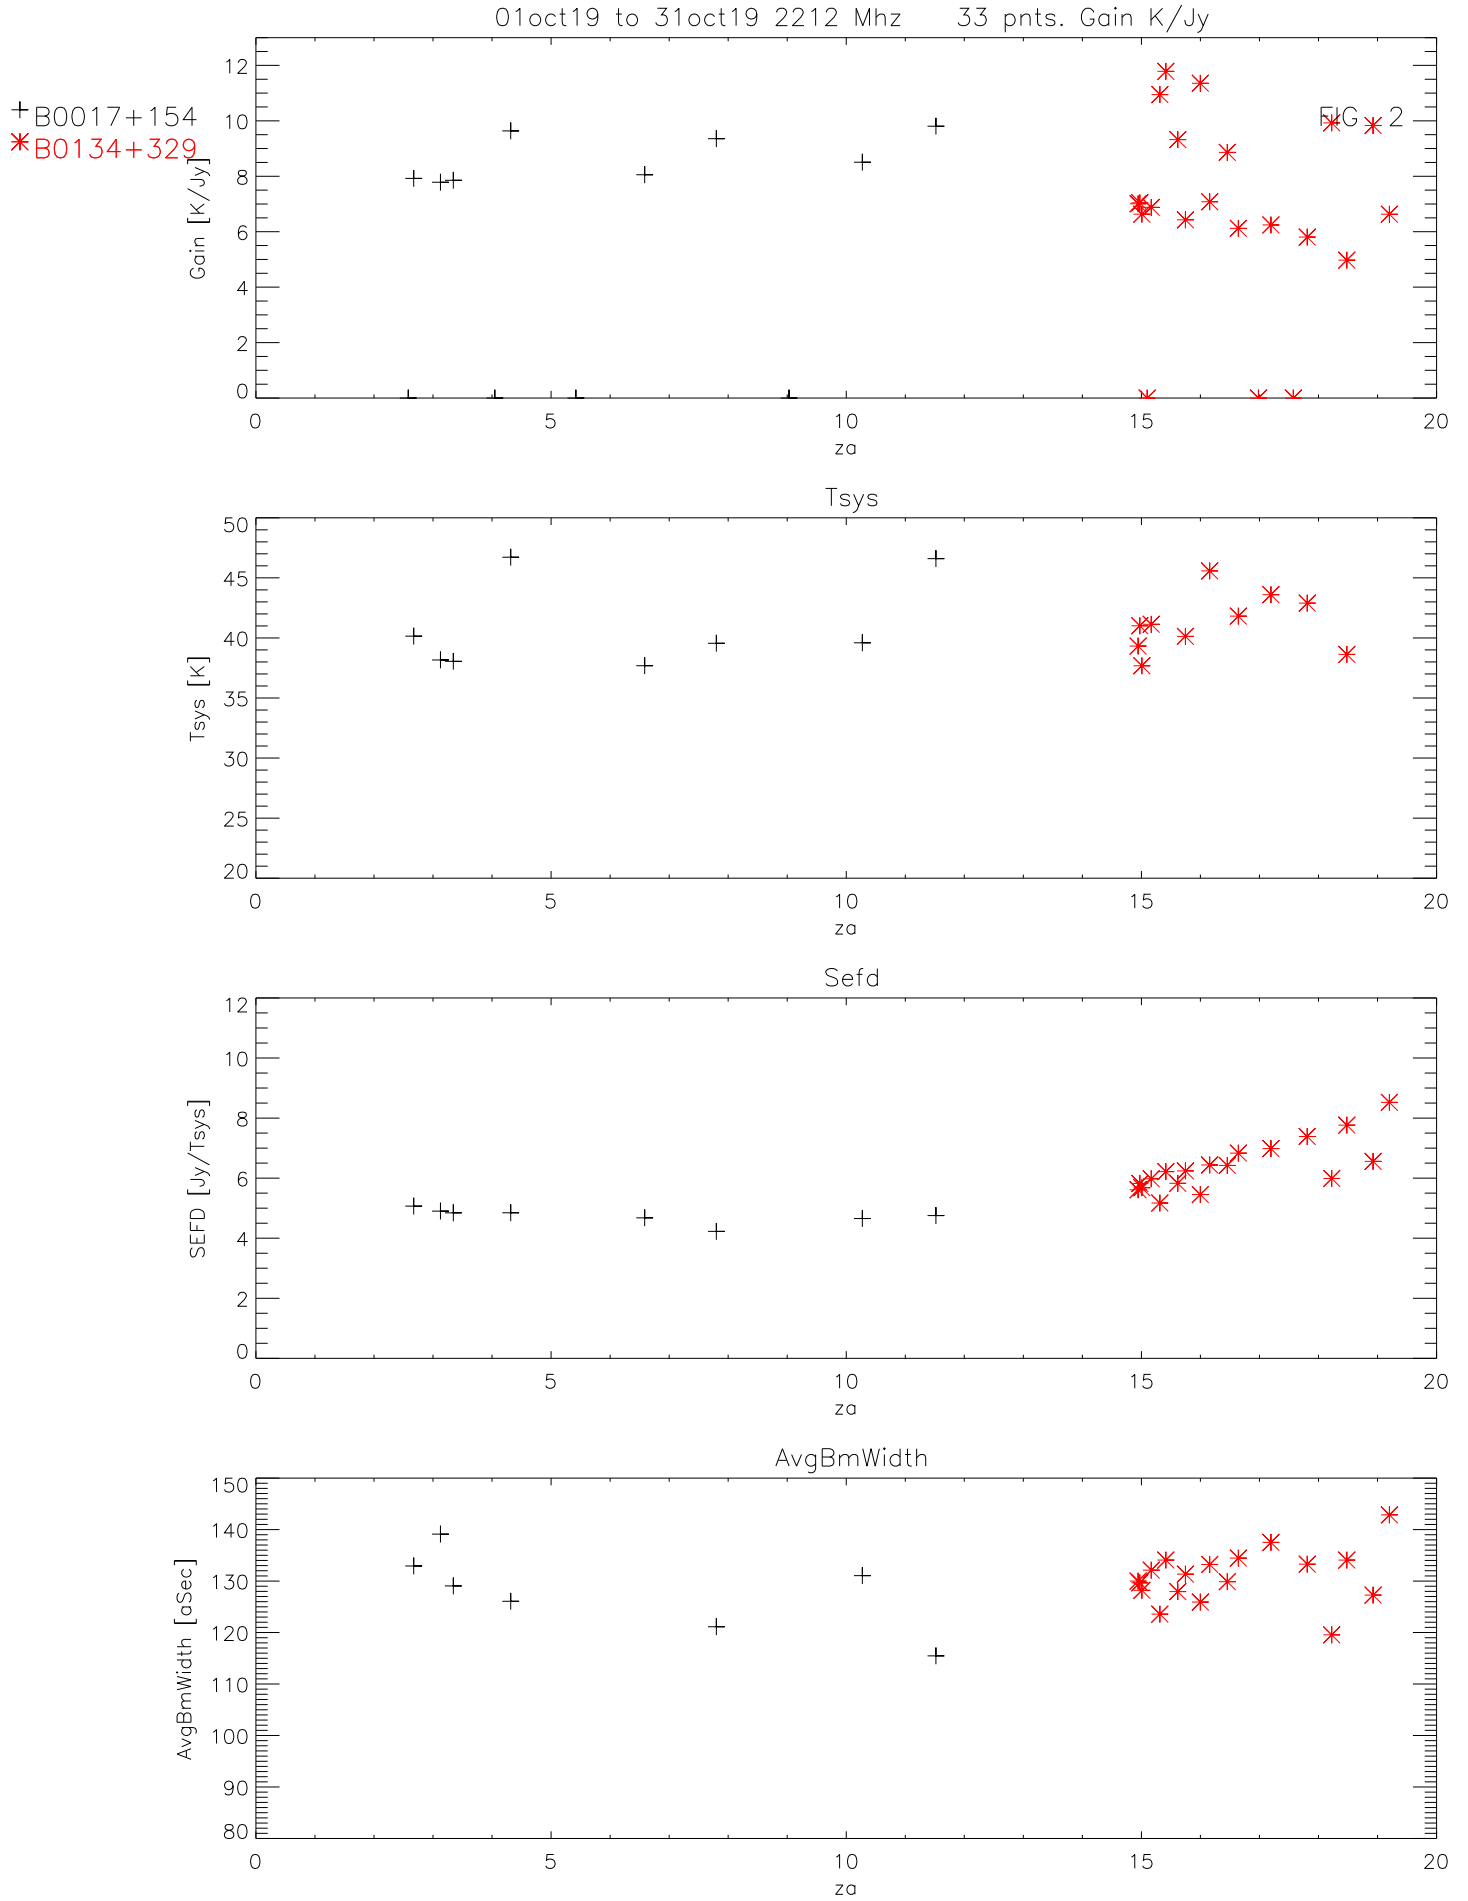 01oct19 to 31oct19 2212 Mhz 33 pnts. Gain K/Jy
+ B0017+154
* B0134+329
FIG 2
Gain [K/Jy]
12
10
8
6
4
2
0
0 5 10 15 20
za
Tsys
Tsys [K]
50
45
40
35
30
25
20
0 5 10 15 20
za
Sefd
SEFD [Jy/Tsys]
12
10
8
6
4
2
0
0 5 10 15 20
za
AvgBmWidth
AvgBmWidth [aSec]
150
140
130
120
110
100
90
80
0 5 10 15 20
za